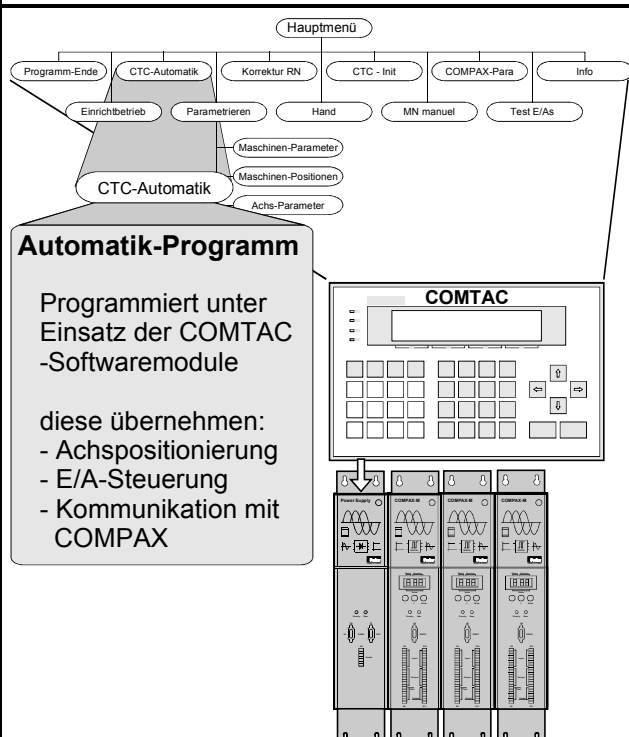 Hauptmenü
Programm-Ende
CTC-Automatik
Korrektur RN
CTC - Init
COMPAX-Para
Info
Einrichtbetrieb
Parametrieren
Hand
MN manuel
Test E/As
Maschinen-Parameter
Maschinen-Positionen
Achs-Parameter
CTC-Automatik
Automatik-Programm
Programmiert unter
Einsatz der COMTAC
-Softwaremodule
diese übernehmen:
- Achspositionierung
- E/A-Steuerung
- Kommunikation mit
COMPAX
COMTAC
Power Supply
COMPAX-M
COMPAX-M
COMPAX-M